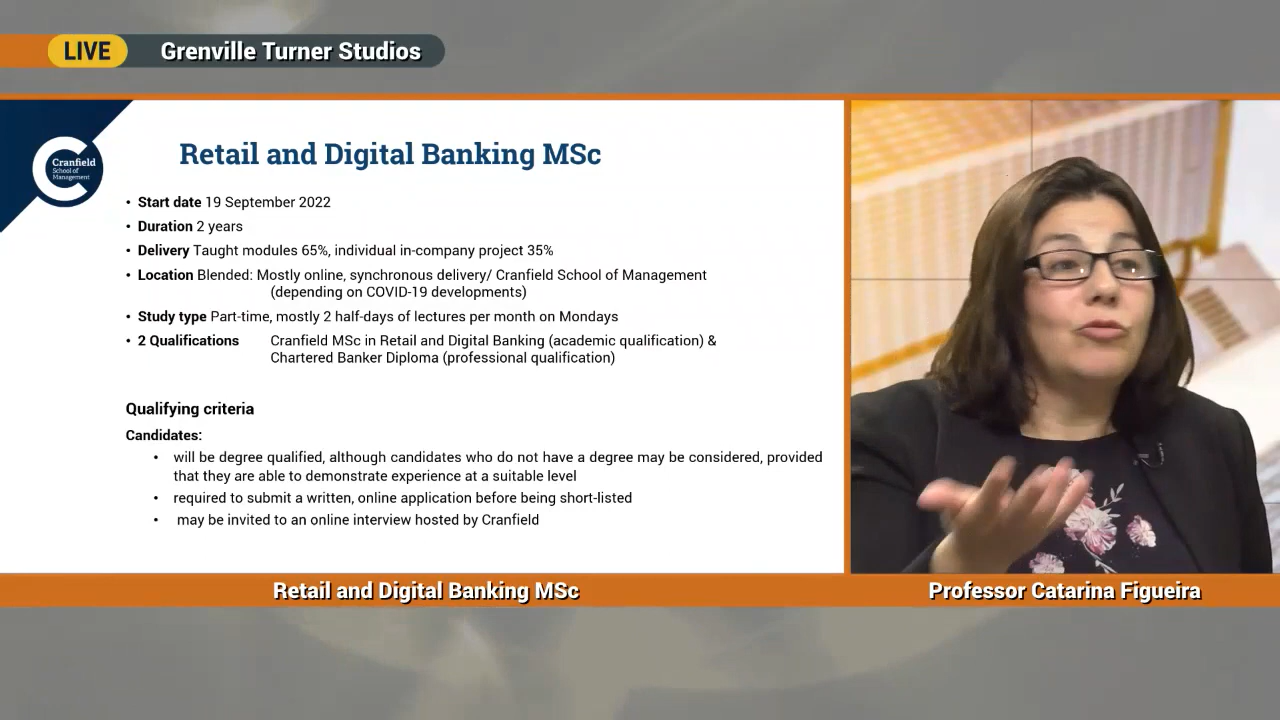 LIVE Grenville Turner Studios
Cranfield
School of
Management
Retail and Digital Banking MSc
• Start date 19 September 2022
• Duration 2 years
• Delivery Taught modules 65%, individual in-company project 35%
• Location Blended: Mostly online, synchronous delivery/ Cranfield School of Management
(depending on COVID-19 developments)
• Study type Part-time, mostly 2 half-days of lectures per month on Mondays
• 2 Qualifications Cranfield MSc in Retail and Digital Banking (academic qualification) &
Chartered Banker Diploma (professional qualification)
Qualifying criteria
Candidates:
• will be degree qualified, although candidates who do not have a degree may be considered, provided
that they are able to demonstrate experience at a suitable level
• required to submit a written, online application before being short-listed
• may be invited to an online interview hosted by Cranfield
Retail and Digital Banking MSc
Professor Catarina Figueira